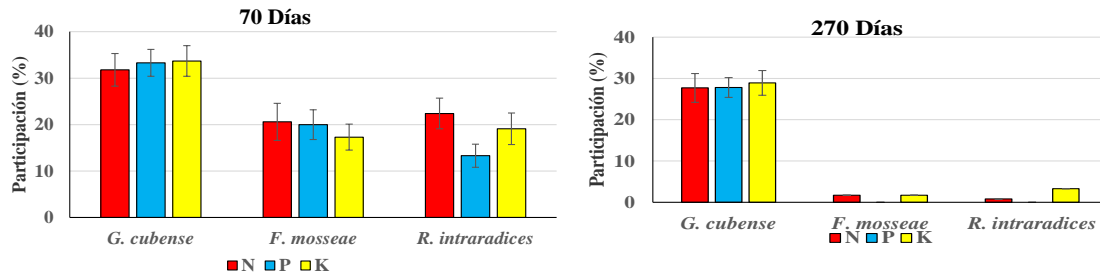 70 Días
Participación (%)
40
30
20
10
0
G. cubense F. mosseae R. intraradices
N P K
270 Días
Participación (%)
40
30
20
10
0
G. cubense F. mosseae R. intraradices
N P K